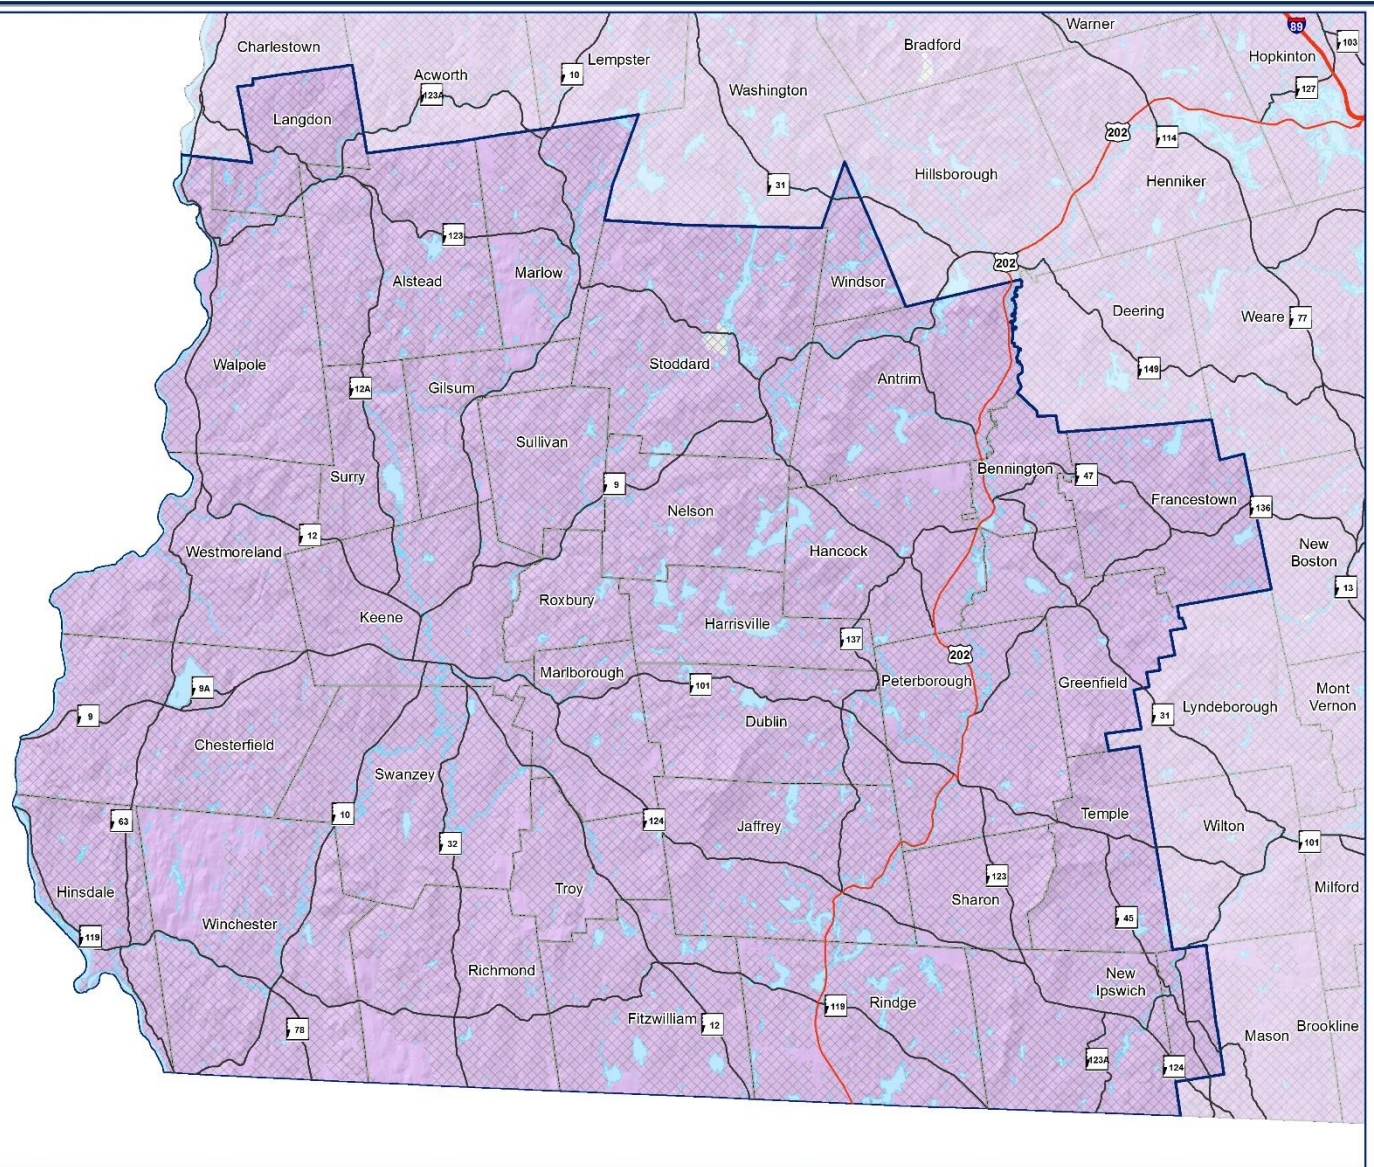 Charlestown
Acworth
Lempster
Warner
Bradford
89
103
Hopkinton
127
10
123A
Washington
Langdon
202
114
31
Hillsborough
Henniker
123
Alstead
Marlow
Windsor
202
Deering
Weare
77
Walpole
12A
Gilsum
Stoddard
Antrim
149
Sullivan
Surry
9
Bennington
47
Francestown
136
Nelson
12
Westmoreland
Hancock
New
Boston
13
Keene
Roxbury
Harrisville
137
202
Marlborough
101
Peterborough
Greenfield
9A
9
31
Lyndeborough
Mont
Vernon
Dublin
Chesterfield
Swanzey
10
63
124
Jaffrey
Temple
Wilton
101
32
Hinsdale
Troy
123
Sharon
Milford
Winchester
119
45
Richmond
New
Ipswich
119
Rindge
Fitzwilliam
12
78
Mason
Brookline
123A
124